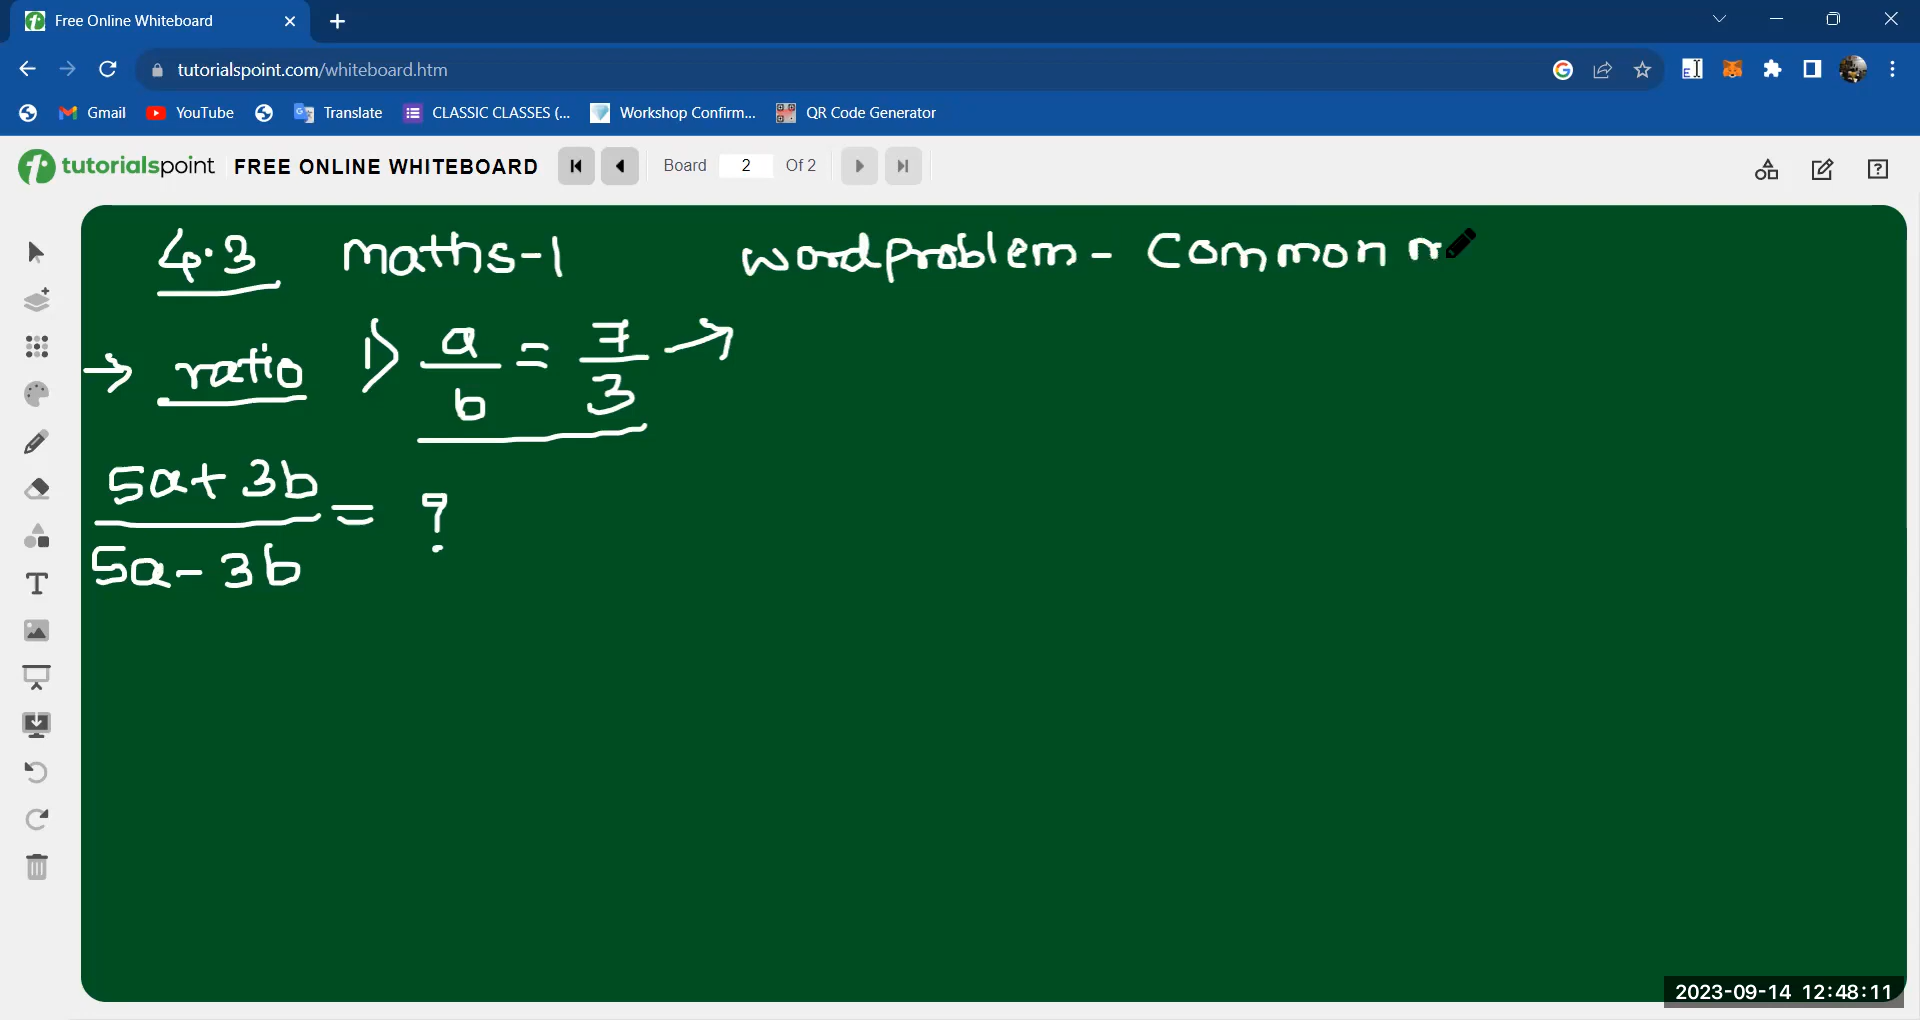 Free Online Whiteboard
tutorialspoint.com/whiteboard.htm
Gmail YouTube Translate CLASSIC CLASSES (... Workshop Confirm... QR Code Generator
tutorialspoint FREE ONLINE WHITEBOARD Board 2 Of 2
4.3 maths-1 wordproblem - Common
→ ratio a/b = 7/3 →
5a+3b/5a-3b = ?
2023-09-14 12:48:11